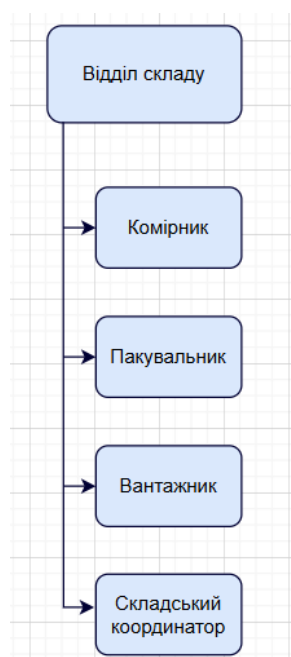 Відділ складу
Комірник
Пакувальник
Вантажник
Складський
координатор